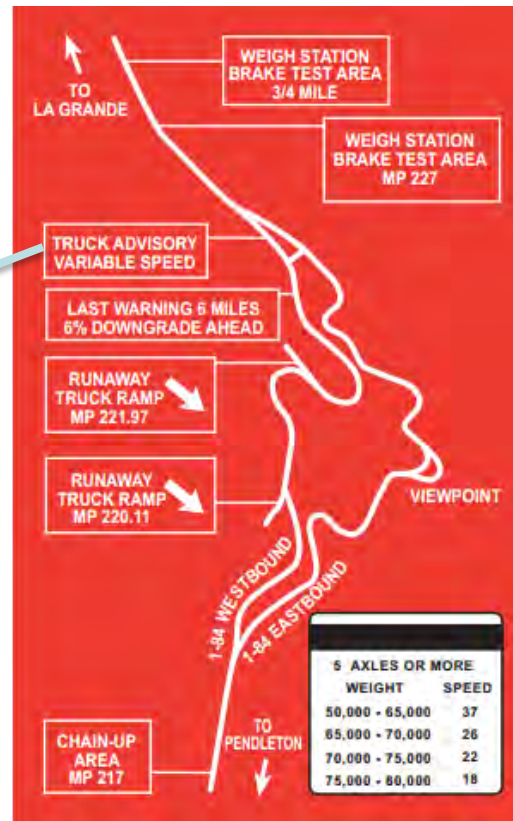 WEIGH STATION
BRAKE TEST AREA
3/4 MILE
TO
LA GRANDE
WEIGH STATION
BRAKE TEST AREA
MP 227
TRUCK ADVISORY
VARIABLE SPEED
LAST WARNING 6 MILES
6% DOWNGRADE AHEAD
RUNAWAY
TRUCK RAMP
MP 221.97
RUNAWAY
TRUCK RAMP
MP 220.11
VIEWPOINT
1-84 WESTBOUND
1-84 EASTBOUND
5 AXLES OR MORE
WEIGHT SPEED
50,000 - 65,000 37
65,000 - 70,000 26
70,000 - 75,000 22
75,000 - 80,000 18
CHAIN-UP
AREA
MP 217
TO
PENDLETON